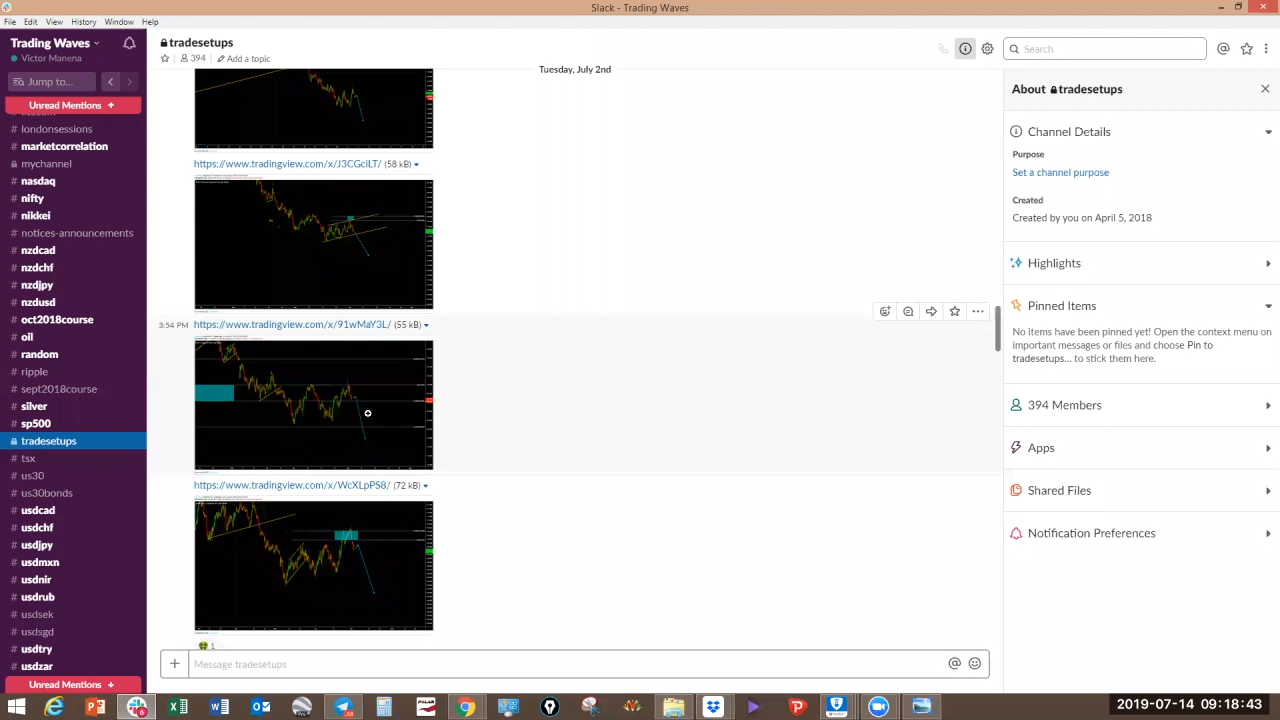 Slack - Trading Waves
File Edit View History Window Help
Trading Waves
Victor Manena
Jump to...
Unread Mentions
# londonsessions
# marketcorrelation
mychannel
# nasdaq
# nifty
# nikkei
# notices-announcements
# nzdcad
# nzdchf
# nzdjpy
# nzdusd
# oct2018course
# oil
# random
# ripple
# sept2018course
# silver
# sp500
tradesetups
# tsx
# us30
# us30bonds
# usdcad
# usdchf
# usdjpy
# usdmxn
# usdnir
# usdrub
# usdsek
# usdsgd
# usdtry
# usdzar
Unread Mentions
tradesetups
394 Add a topic
Search
Tuesday, July 2nd
https://www.tradingview.com/x/J3CGciLT/ (58 kB)
3:54 PM https://www.tradingview.com/x/91wMaY3L/ (55 kB)
https://www.tradingview.com/x/WcXLpPS8/ (72 kB)
1
Message tradesetups
About tradesetups
Channel Details
Purpose
Set a channel purpose
Created
Created by you on April 5, 2018
Highlights
Pinned Items
No items have been pinned yet! Open the context menu on
important messages or files and choose Pin to
tradesetups... to stick them here.
394 Members
Apps
Shared Files
Notification Preferences
2019-07-14 09:18:43